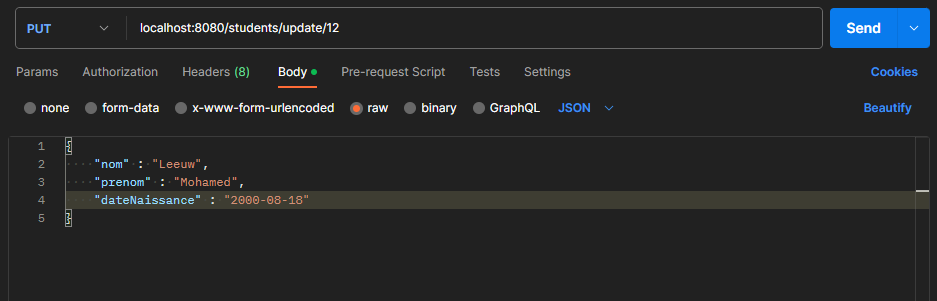 PUT localhost:8080/students/update/12 Send
Params Authorization Headers (8) Body Pre-request Script Tests Settings Cookies
none form-data x-www-form-urlencoded raw binary GraphQL JSON Beautify
1 {
2 "nom" : "Leeuw",
3 "prenom" : "Mohamed",
4 "dateNaissance" : "2000-08-18"
5 }